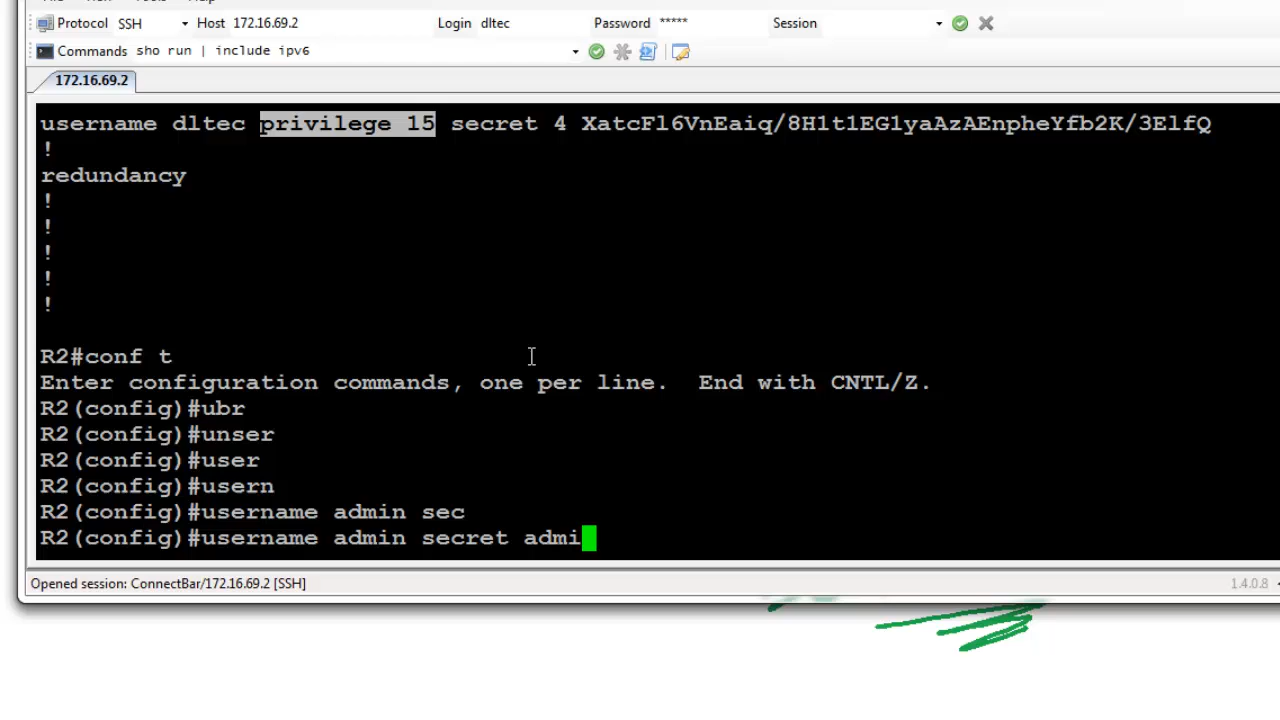 Protocol SSH Host 172.16.69.2 Login dltec Password ***** Session
Commands sho run | include ipv6
172.16.69.2
username dltec privilege 15 secret 4 XatcFl6VnEaiq/8H1t1EG1yaAzAEnpheYfb2K/3ElfQ
!
redundancy
!
!
!
!
!
R2#conf t
Enter configuration commands, one per line.  End with CNTL/Z.
R2(config)#ubr
R2(config)#unser
R2(config)#user
R2(config)#usern
R2(config)#username admin sec
R2(config)#username admin secret admi
Opened session: ConnectBar/172.16.69.2 [SSH] 1.4.0.8